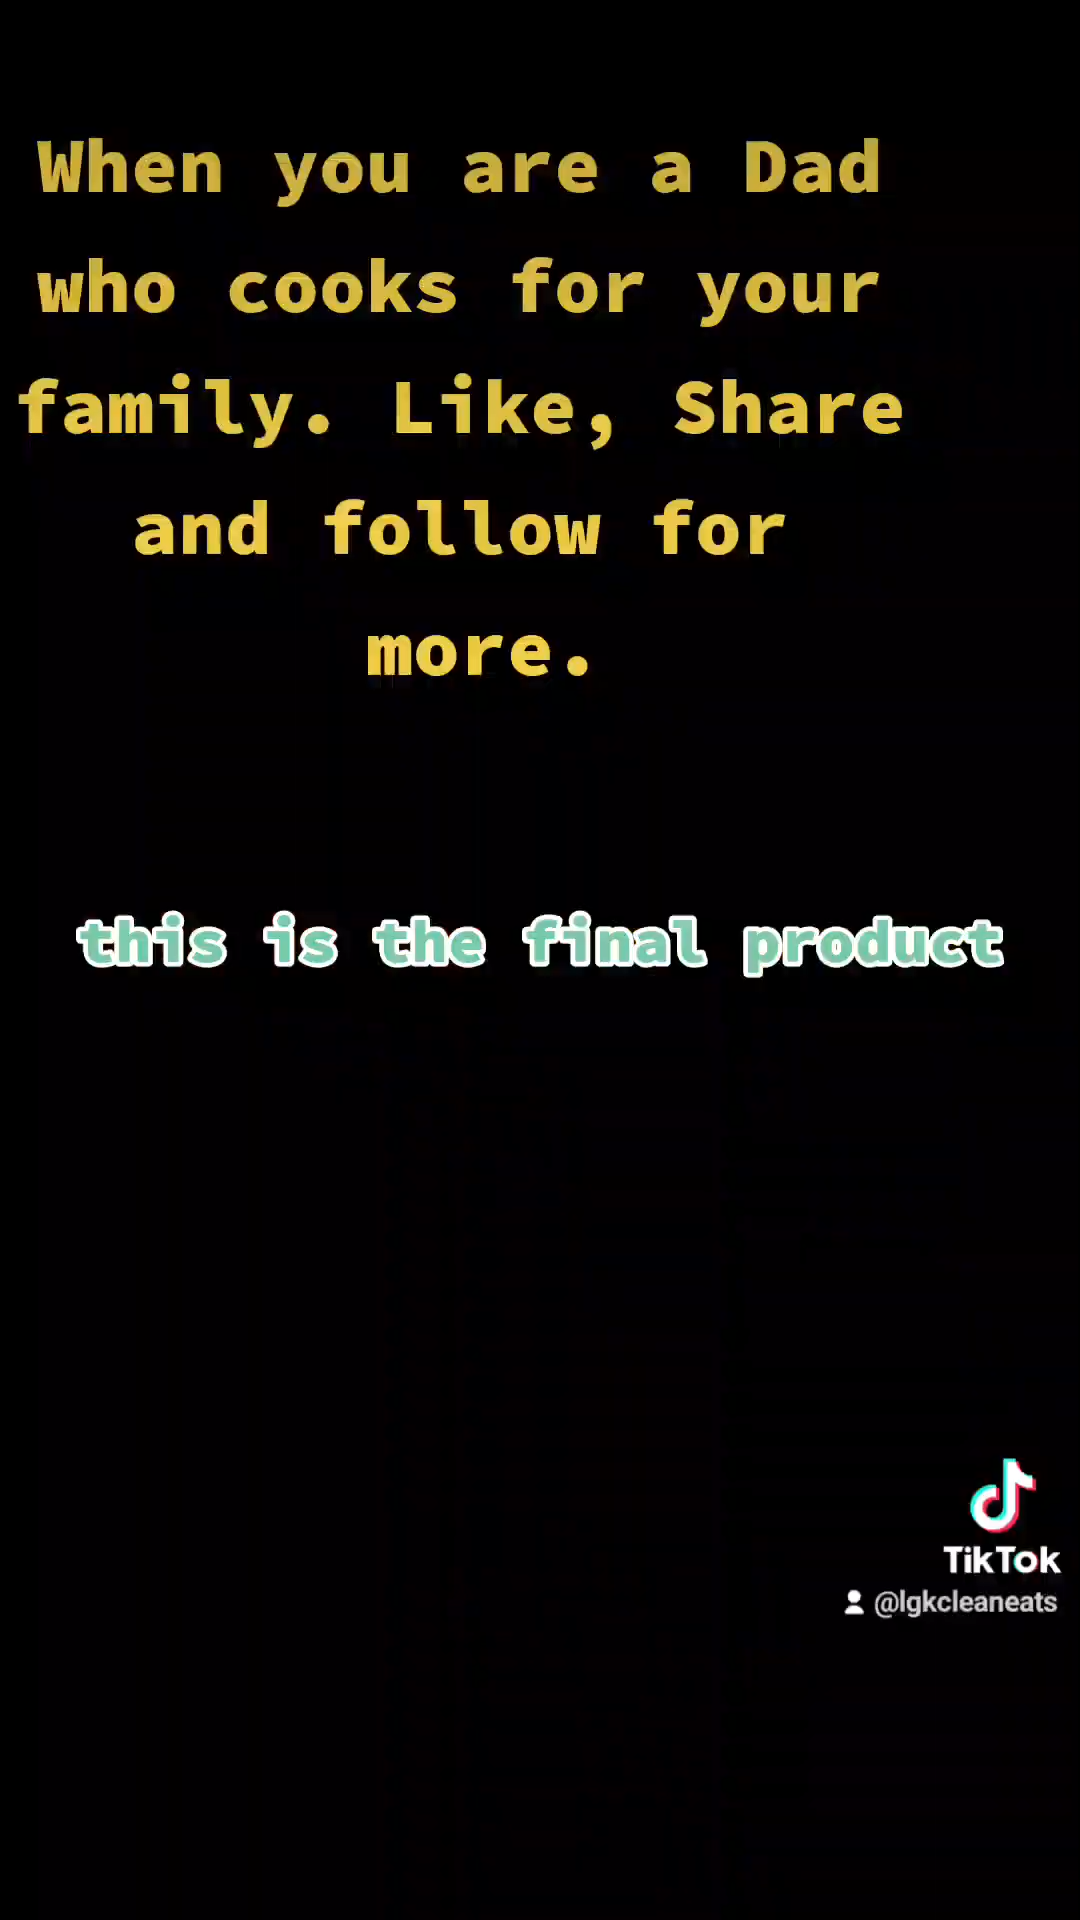 When you are a Dad
who cooks for your
family. Like, Share
and follow for
more.
this is the final product
TikTok
@lgkcleaneats